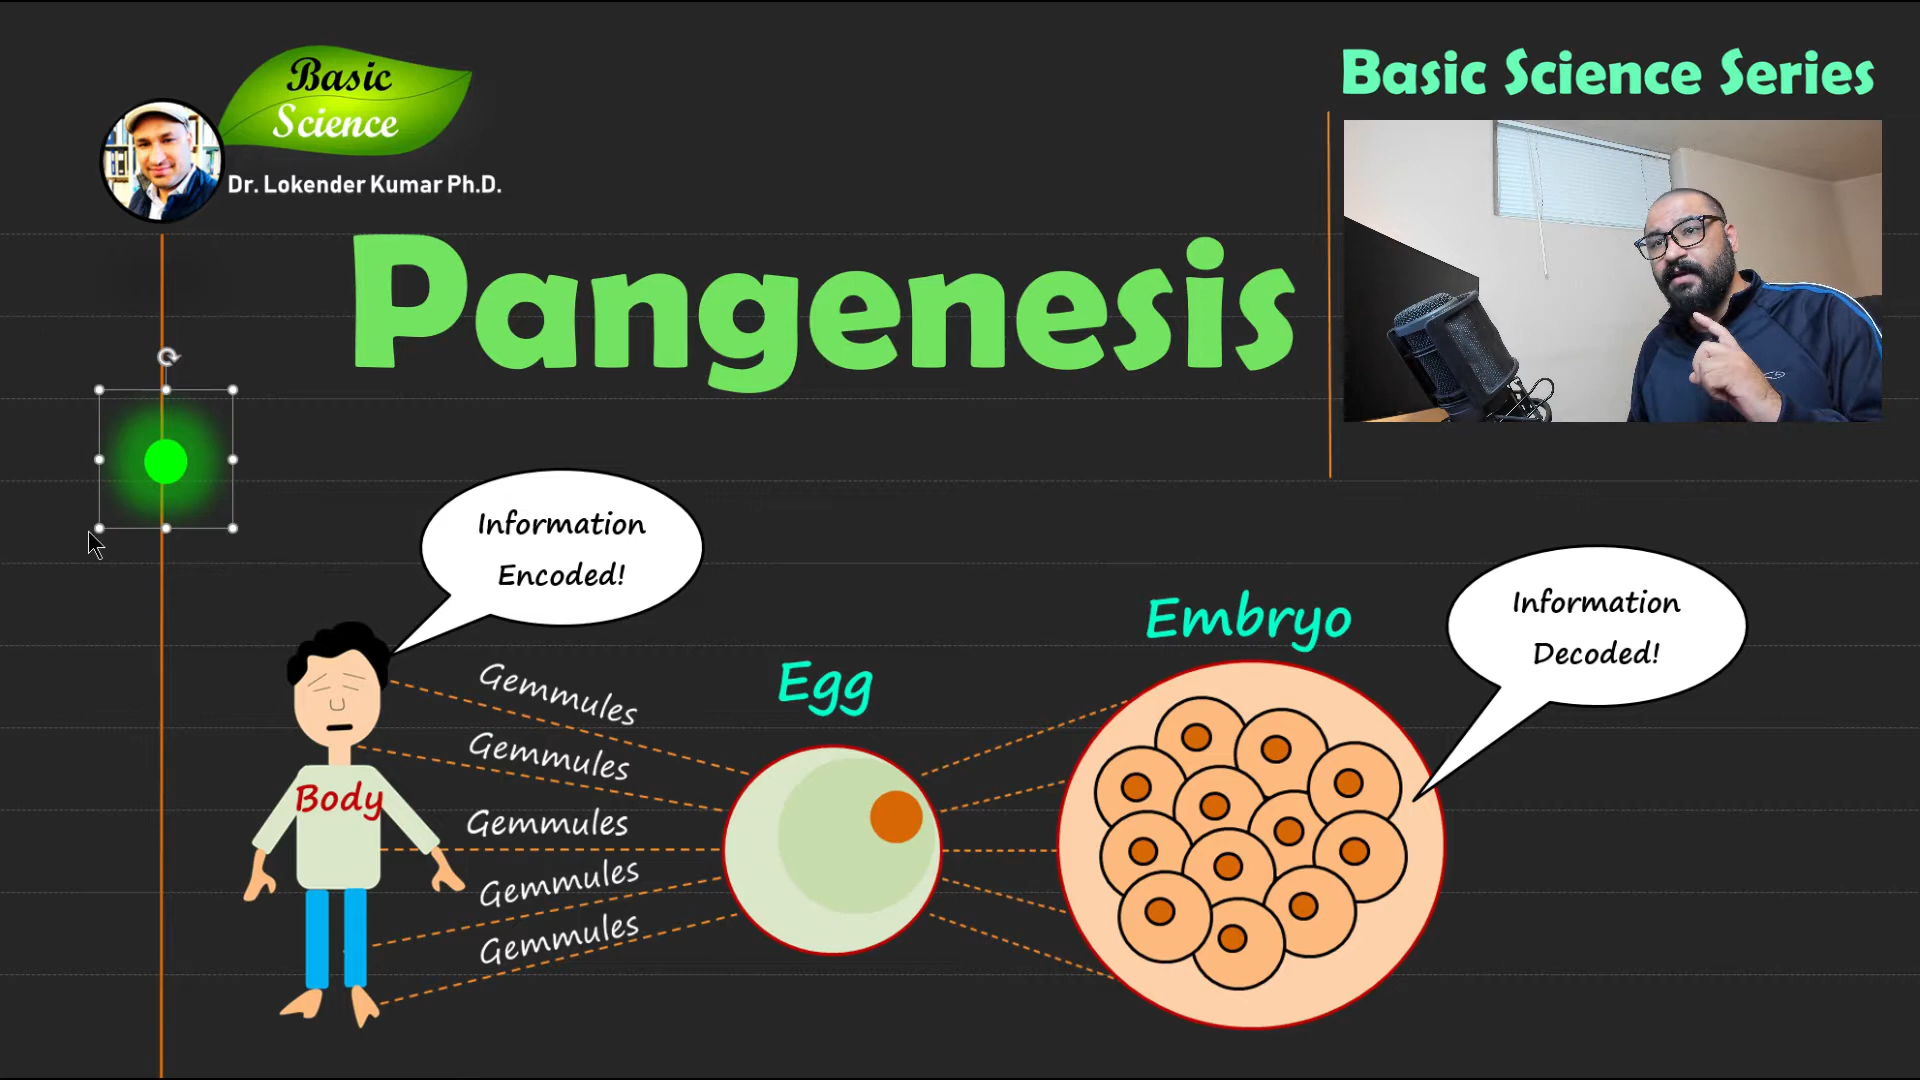 Basic
Science
Dr. Lokender Kumar Ph.D.
Basic Science Series
Pangenesis
Information
Encoded!
Information
Decoded!
Embryo
Egg
Gemmules
Gemmules
Gemmules
Gemmules
Gemmules
Body